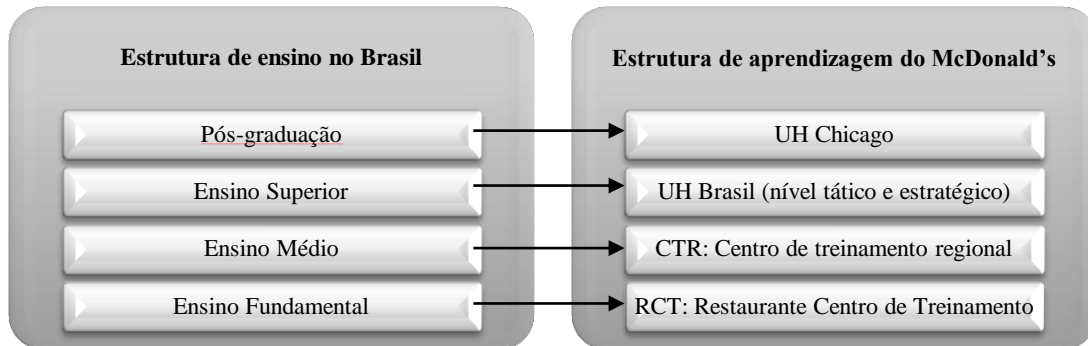 Estrutura de ensino no Brasil
Pós-graduação
Ensino Superior
Ensino Médio
Ensino Fundamental
Estrutura de aprendizagem do McDonald’s
UH Chicago
UH Brasil (nível tático e estratégico)
CTR: Centro de treinamento regional
RCT: Restaurante Centro de Treinamento